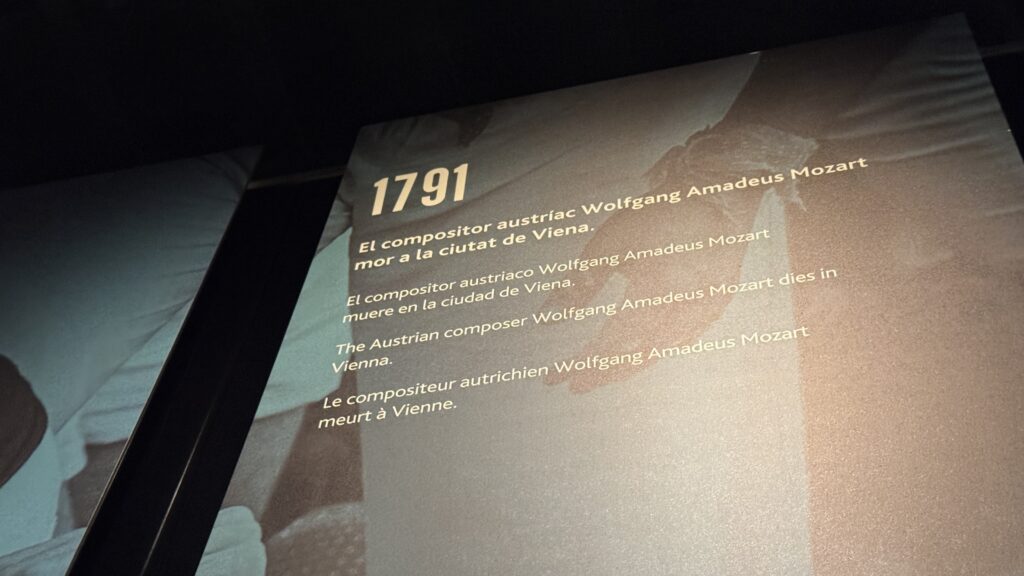 1791
El compositor austríac Wolfgang Amadeus Mozart
mor a la ciutat de Viena.
El compositor austriaco Wolfgang Amadeus Mozart
muere en la ciudad de Viena.
The Austrian composer Wolfgang Amadeus Mozart dies in
Vienna.
Le compositeur autrichien Wolfgang Amadeus Mozart
meurt à Vienne.